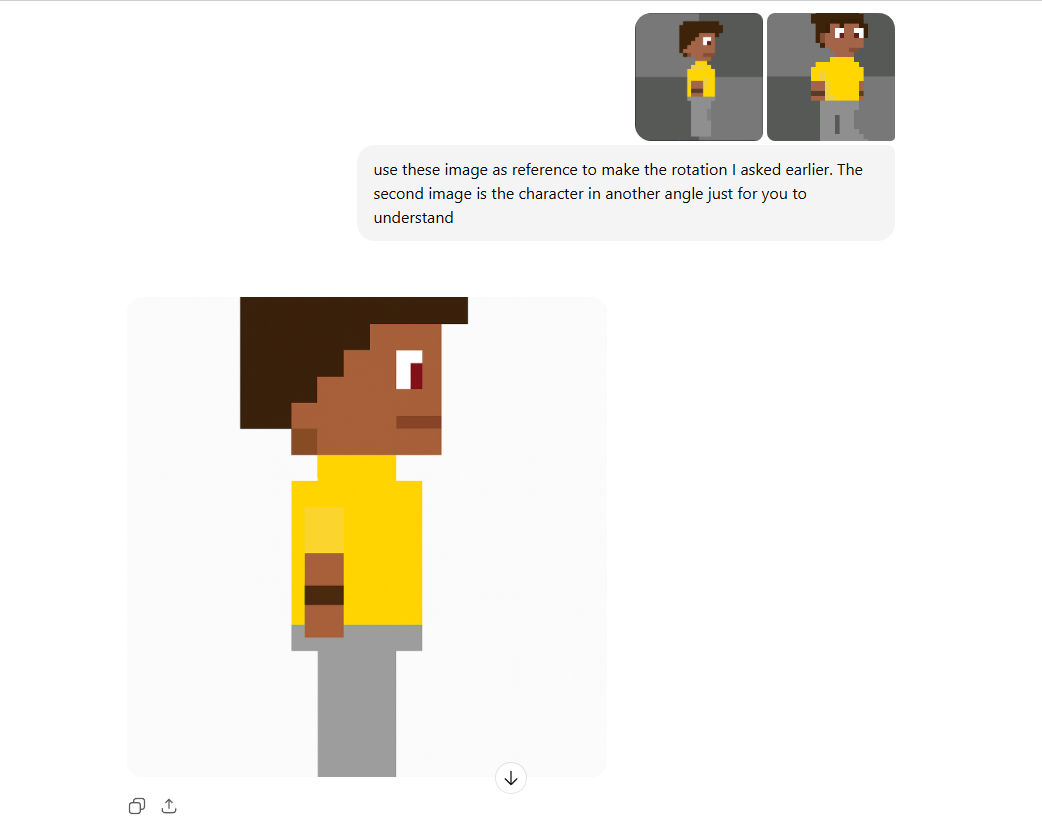 use these image as reference to make the rotation I asked earlier. The
second image is the character in another angle just for you to
understand